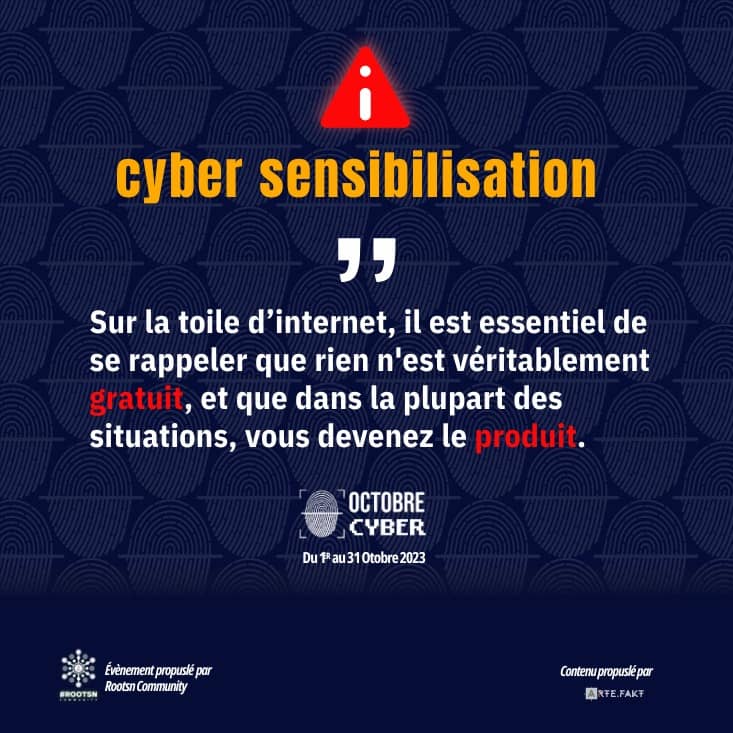 cyber sensibilisation
”
Sur la toile d’internet, il est essentiel de
se rappeler que rien n'est véritablement
gratuit, et que dans la plupart des
situations, vous devenez le produit.
OCTOBRE
CYBER
Du 1ER au 31 Otobre 2023
Évènement propuslé par
Rootsn Community
#ROOTSN
COMMUNITY
Contenu propuslé par
ARTE.FAKT